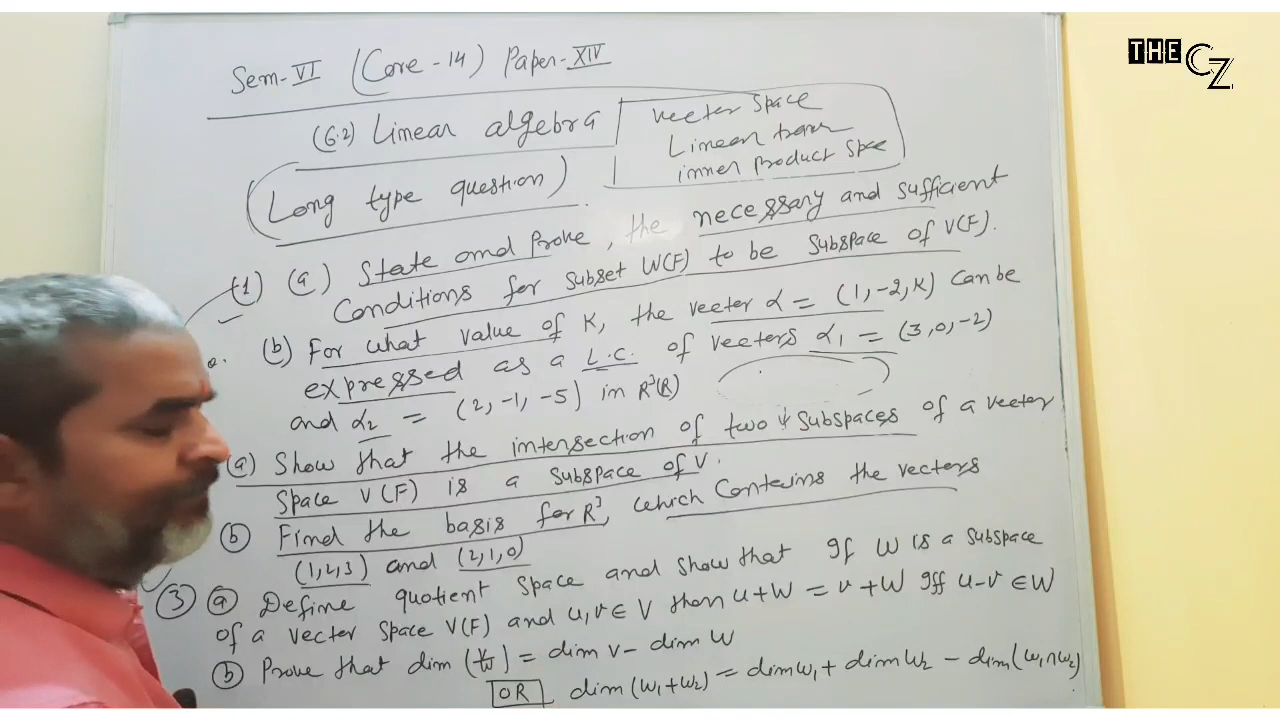 THE CZ
Sem-VI (Core-14) Paper-XIV
(6.2) Linear algebra
vector Space
Linear tran
inner product Spce
(Long type question)
(1) (a) State and prove, the necessary and sufficient
Conditions for subset W(F) to be subspace of V(F).
(b) For what value of K, the vector α = (1,-2,K) can be
expressed as a L.C. of vectors α₁ = (3,0,-2)
and α₂ = (2,-1,-5) in R³(R)
(a) Show that the intersection of two subspaces of a vector
Space V(F) is a subspace of V.
(b) Find the basis for R³, which Contains the vectors
(1,2,3) and (2,1,0)
(3) (a) Define quotient space and show that If W is a subspace
of a vector space V(F) and u,v ∈ V then u+W = v+W Iff u-v ∈ W
(b) Prove that dim (V/W) = dim V - dim W
OR dim (W₁+W₂) = dim W₁ + dim W₂ - dim (W₁∩W₂)